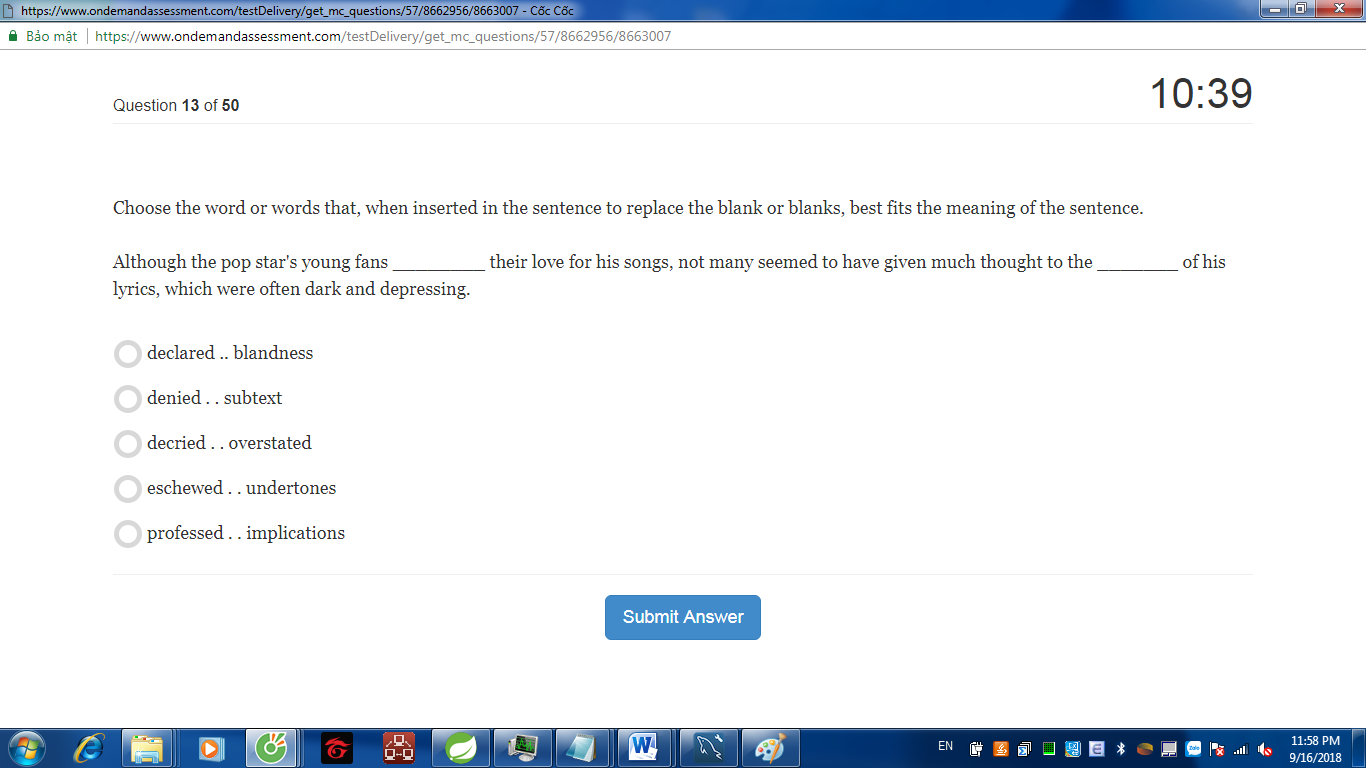 https://www.ondemandassessment.com/testDelivery/get_mc_questions/57/8662956/8663007 - Cốc Cốc
Bảo mật https://www.ondemandassessment.com/testDelivery/get_mc_questions/57/8662956/8663007
10:39
Question 13 of 50
Choose the word or words that, when inserted in the sentence to replace the blank or blanks, best fits the meaning of the sentence.
Although the pop star's young fans ________ their love for his songs, not many seemed to have given much thought to the _______ of his
lyrics, which were often dark and depressing.
declared .. blandness
denied . . subtext
decried . . overstated
eschewed . . undertones
professed . . implications
Submit Answer
EN
11:58 PM
9/16/2018